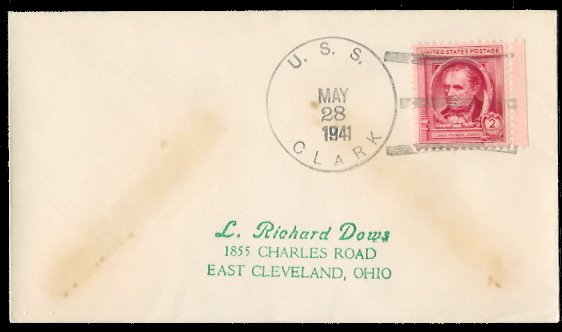 U. S. S.
MAY
28
1941
CLARK
UNITED STATES POSTAGE
2
L. Richard Dows
1855 CHARLES ROAD
EAST CLEVELAND, OHIO